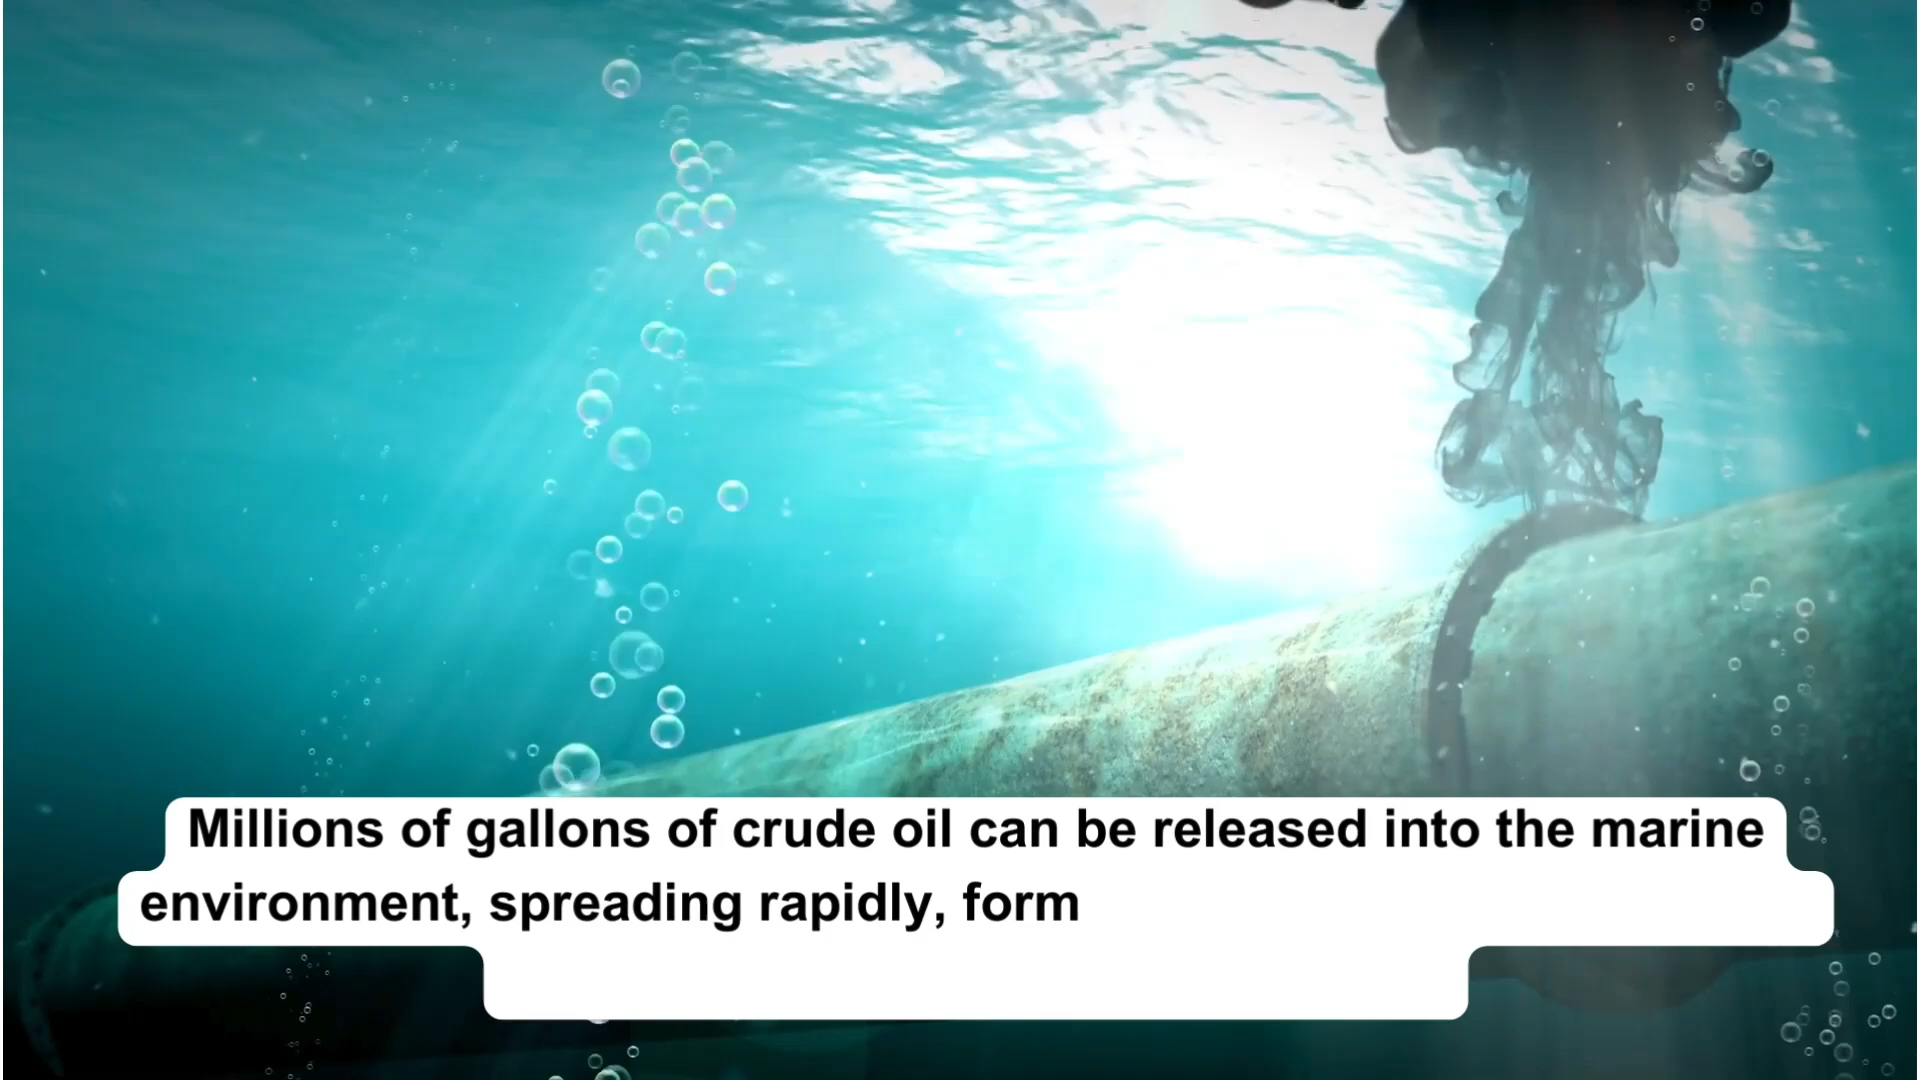 Millions of gallons of crude oil can be released into the marine
environment, spreading rapidly, form